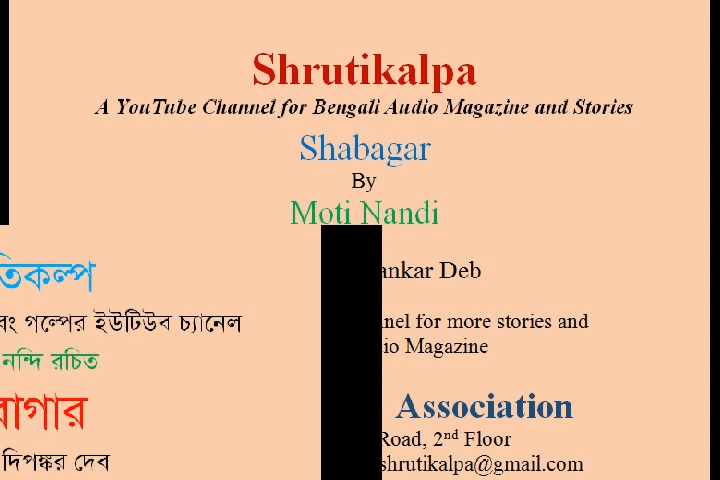 Shrutikalpa
A YouTube Channel for Bengali Audio Magazine and Stories
Shabagar
By
Moti Nandi
ankar Deb
nel for more stories and
io Magazine
Association
Road, 2nd Floor
shrutikalpa@gmail.com
তিকল্প
বং গল্পের ইউটিউব চ্যানেল
নন্দি রচিত
বাগার
দিপঙ্কর দেব